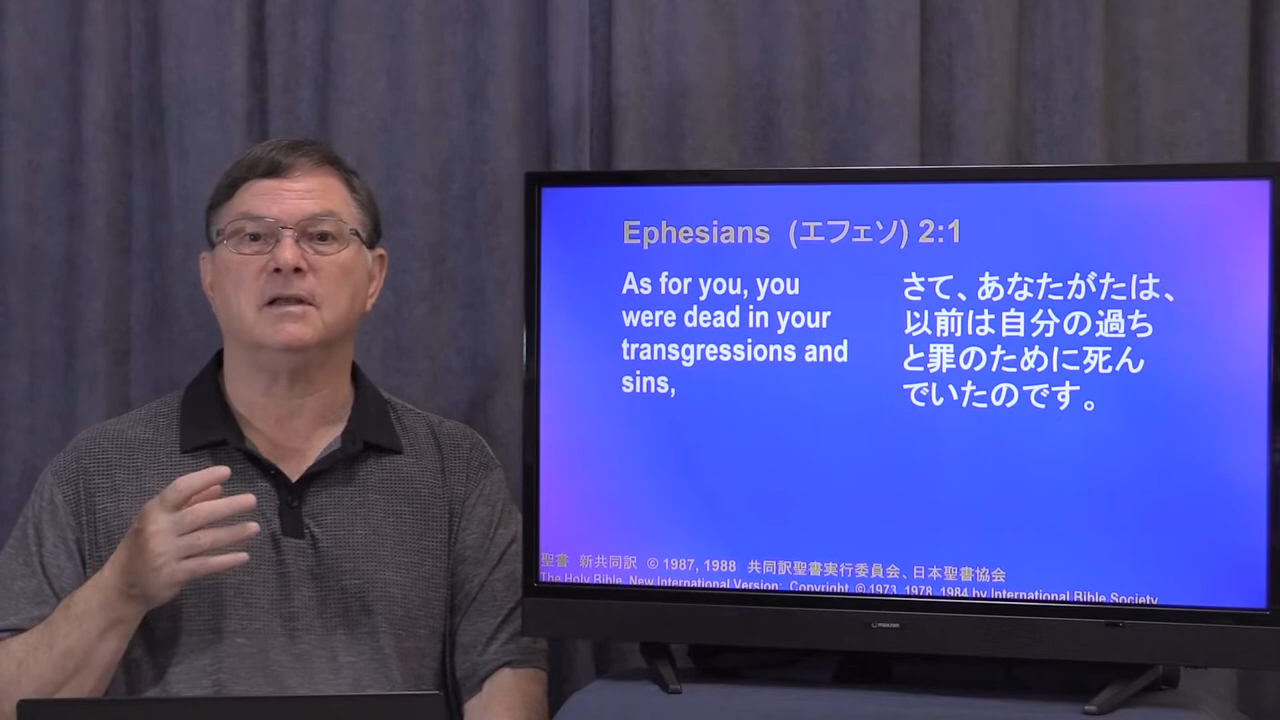 Ephesians (エフェソ) 2:1
As for you, you
were dead in your
transgressions and
sins,
さて、あなたがたは、
以前は自分の過ち
と罪のために死ん
でいたのです。
聖書 新共同訳 © 1987, 1988 共同訳聖書実行委員会、日本聖書協会
The Holy Bible, New International Version; Copyright © 1973, 1978, 1984 by International Bible Society